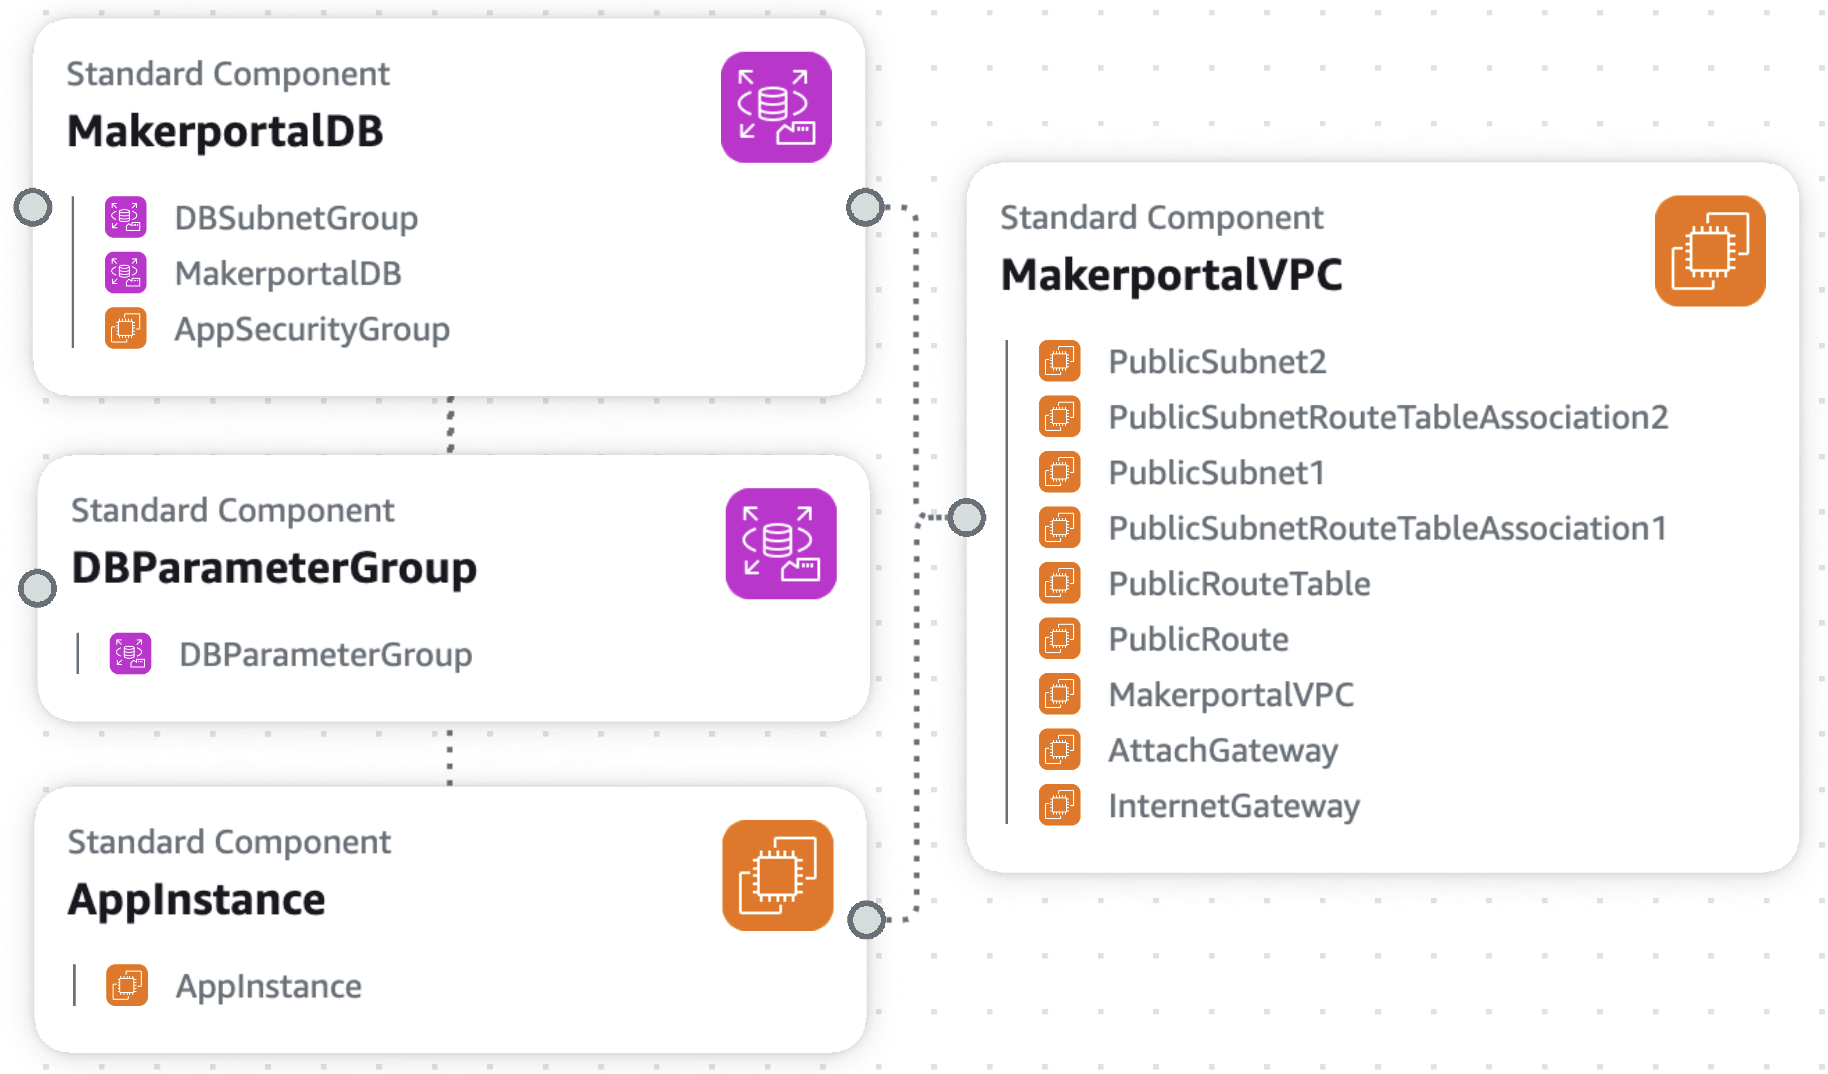 Standard Component
MakerportalDB
DBSubnetGroup
MakerportalDB
AppSecurityGroup
Standard Component
DBParameterGroup
DBParameterGroup
Standard Component
AppInstance
AppInstance
Standard Component
MakerportalVPC
PublicSubnet2
PublicSubnetRouteTableAssociation2
PublicSubnet1
PublicSubnetRouteTableAssociation1
PublicRouteTable
PublicRoute
MakerportalVPC
AttachGateway
InternetGateway